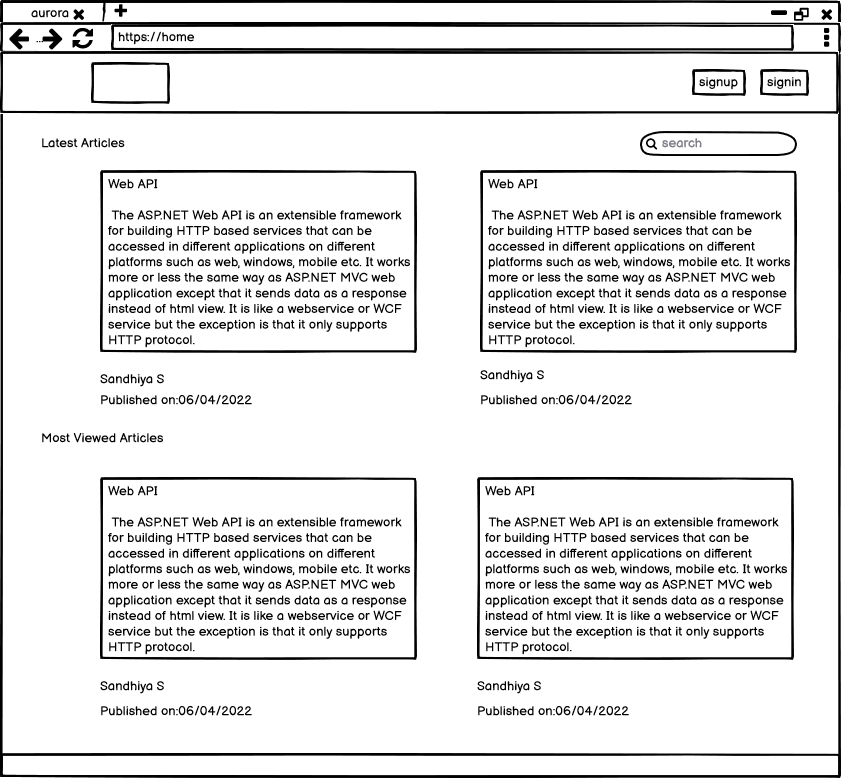 aurora
https://home
signup signin
Latest Articles search
Web API
The ASP.NET Web API is an extensible framework
for building HTTP based services that can be
accessed in different applications on different
platforms such as web, windows, mobile etc. It works
more or less the same way as ASP.NET MVC web
application except that it sends data as a response
instead of html view. It is like a webservice or WCF
service but the exception is that it only supports
HTTP protocol.
Sandhiya S
Published on:06/04/2022
Web API
The ASP.NET Web API is an extensible framework
for building HTTP based services that can be
accessed in different applications on different
platforms such as web, windows, mobile etc. It works
more or less the same way as ASP.NET MVC web
application except that it sends data as a response
instead of html view. It is like a webservice or WCF
service but the exception is that it only supports
HTTP protocol.
Sandhiya S
Published on:06/04/2022
Most Viewed Articles
Web API
The ASP.NET Web API is an extensible framework
for building HTTP based services that can be
accessed in different applications on different
platforms such as web, windows, mobile etc. It works
more or less the same way as ASP.NET MVC web
application except that it sends data as a response
instead of html view. It is like a webservice or WCF
service but the exception is that it only supports
HTTP protocol.
Sandhiya S
Published on:06/04/2022
Web API
The ASP.NET Web API is an extensible framework
for building HTTP based services that can be
accessed in different applications on different
platforms such as web, windows, mobile etc. It works
more or less the same way as ASP.NET MVC web
application except that it sends data as a response
instead of html view. It is like a webservice or WCF
service but the exception is that it only supports
HTTP protocol.
Sandhiya S
Published on:06/04/2022